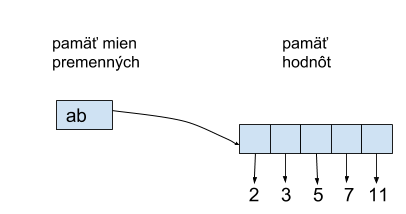 pamäť mien
premenných
pamäť
hodnôt
ab
2 3 5 7 11